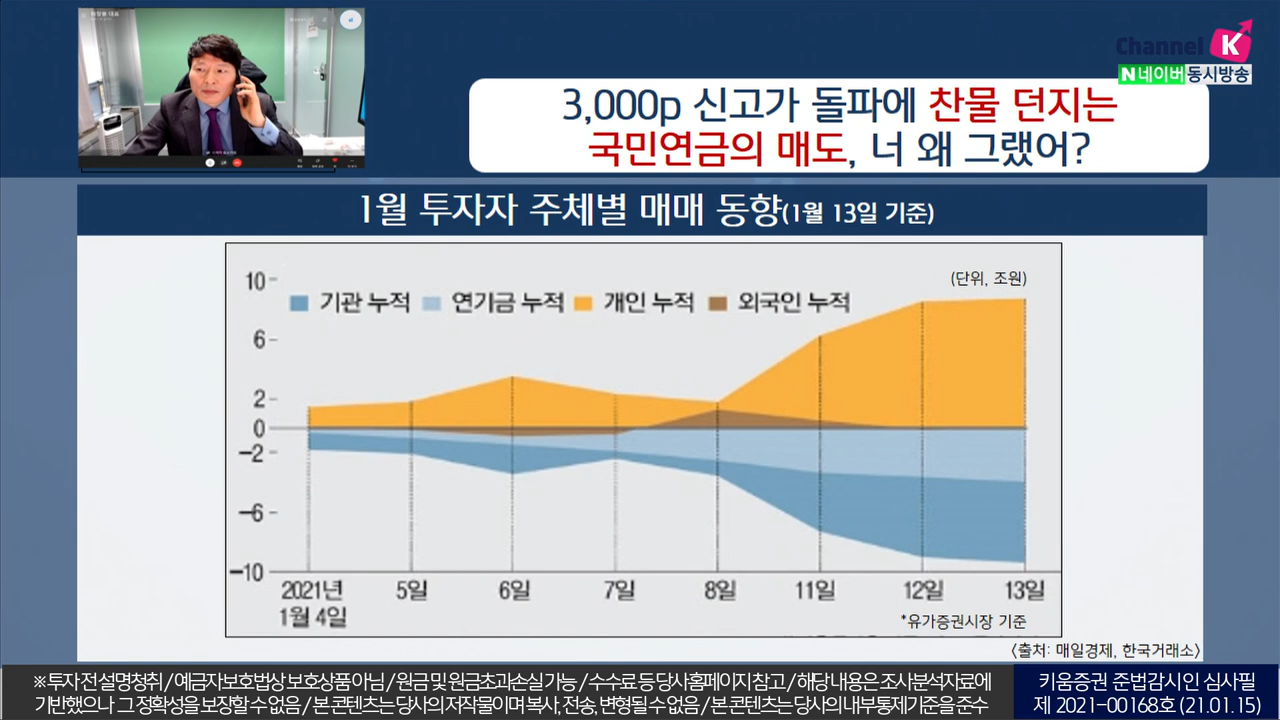 Channel K
N 네이버 동시방송
3,000p 신고가 돌파에 찬물 던지는
국민연금의 매도, 너 왜 그랬어?
1월 투자자 주체별 매매 동향(1월 13일 기준)
(단위, 조원)
기관 누적 연기금 누적 개인 누적 외국인 누적
10
6
2
0
-2
-6
-10
2021년 5일 6일 7일 8일 11일 12일 13일
1월 4일
*유가증권시장 기준
<출처: 매일경제, 한국거래소>
※ 투자 전 설명청취 / 예금자보호법상 보호상품 아님 / 원금 및 원금초과손실 가능 / 수수료 등 당사홈페이지 참고 / 해당 내용은 조사분석자료에
기반했으나 그 정확성을 보장할 수 없음 / 본 콘텐츠는 당사의 저작물이며 복사, 전송, 변형될 수 없음 / 본 콘텐츠는 당사의 내부통제기준을 준수
키움증권 준법감시인 심사필
제 2021-00168호 (21.01.15)